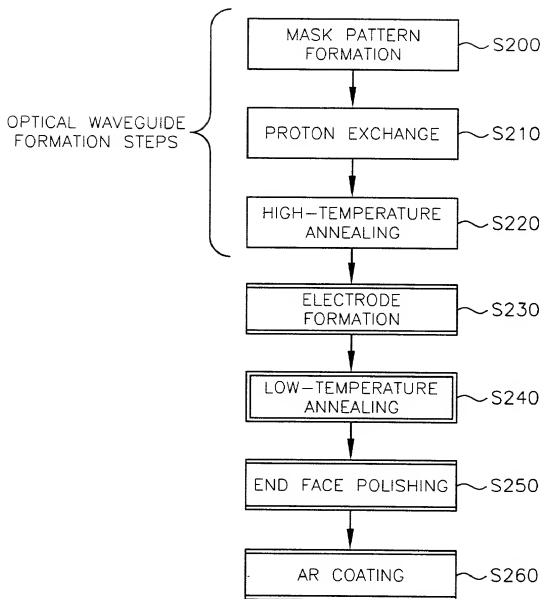 MASK PATTERN
FORMATION
S200
OPTICAL WAVEGUIDE
FORMATION STEPS
PROTON EXCHANGE
S210
HIGH-TEMPERATURE
ANNEALING
S220
ELECTRODE
FORMATION
S230
LOW-TEMPERATURE
ANNEALING
S240
END FACE POLISHING
S250
AR COATING
S260